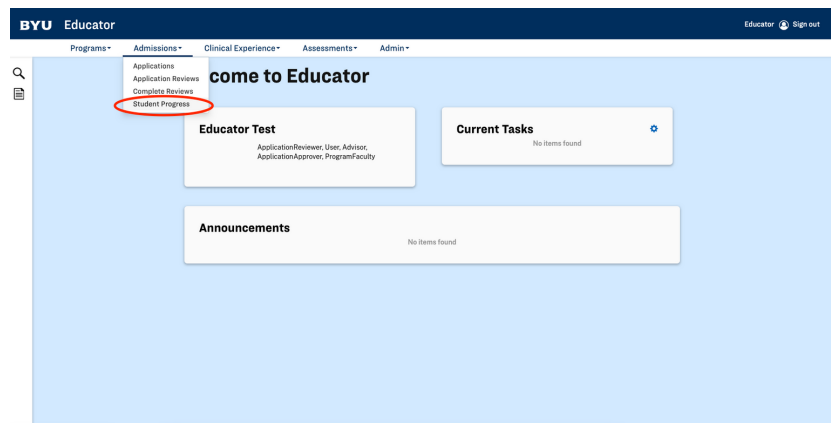 BYU Educator
Educator Sign out
Programs Admissions Clinical Experience Assessments Admin
Applications
Application Reviews
Complete Reviews
Student Progress
come to Educator
Educator Test
ApplicationReviewer, User, Advisor,
ApplicationApprover, ProgramFaculty
Current Tasks
No items found
Announcements
No items found